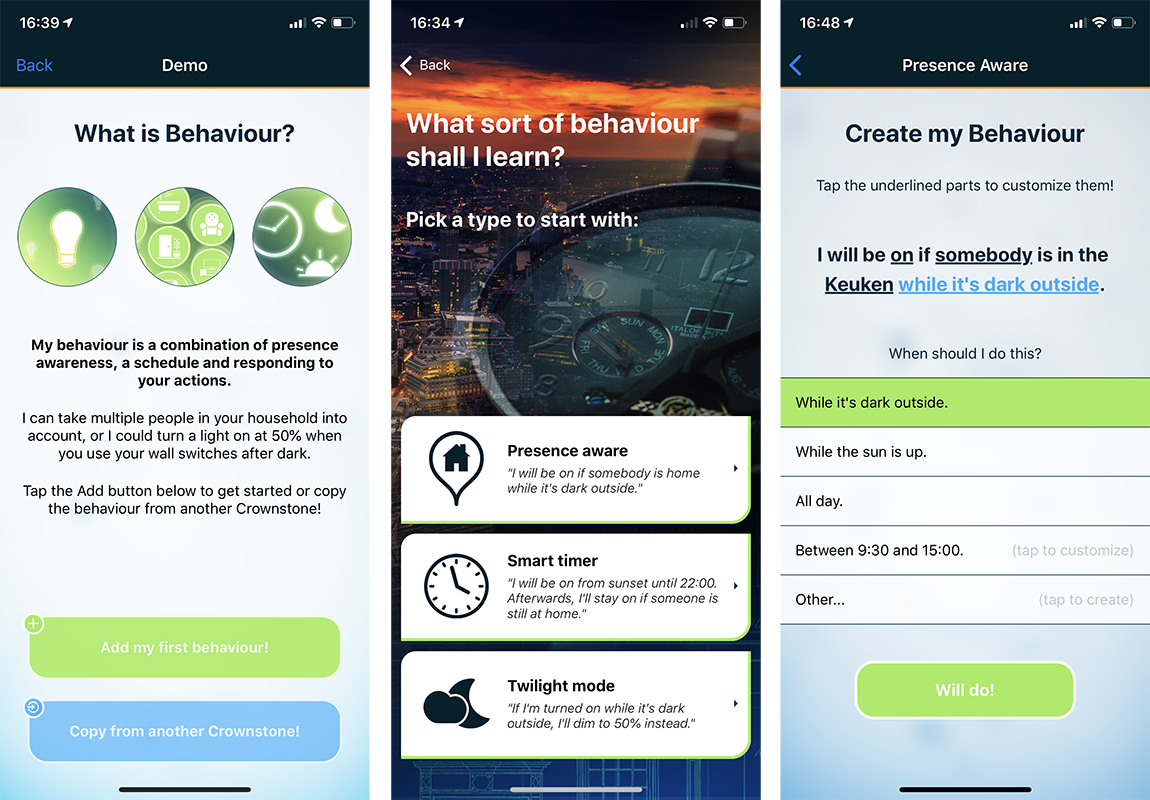 16:39
Back
Demo
What is Behaviour?
My behaviour is a combination of presence
awareness, a schedule and responding to
your actions.
I can take multiple people in your household into
account, or I could turn a light on at 50% when
you use your wall switches after dark.
Tap the Add button below to get started or copy
the behaviour from another Crownstone!
Add my first behaviour!
Copy from another Crownstone!
16:34
Back
What sort of behaviour
shall I learn?
Pick a type to start with:
12
SUN
MON
TUE
WED
THU
Presence aware
"I will be on if somebody is home
while it's dark outside."
Smart timer
"I will be on from sunset until 22:00.
Afterwards, I'll stay on if someone is
still at home."
Twilight mode
"If I'm turned on while it's dark
outside, I'll dim to 50% instead."
16:48
Presence Aware
Create my Behaviour
Tap the underlined parts to customize them!
I will be on if somebody is in the
Keuken while it's dark outside.
When should I do this?
While it's dark outside.
While the sun is up.
All day.
Between 9:30 and 15:00. (tap to customize)
Other... (tap to create)
Will do!